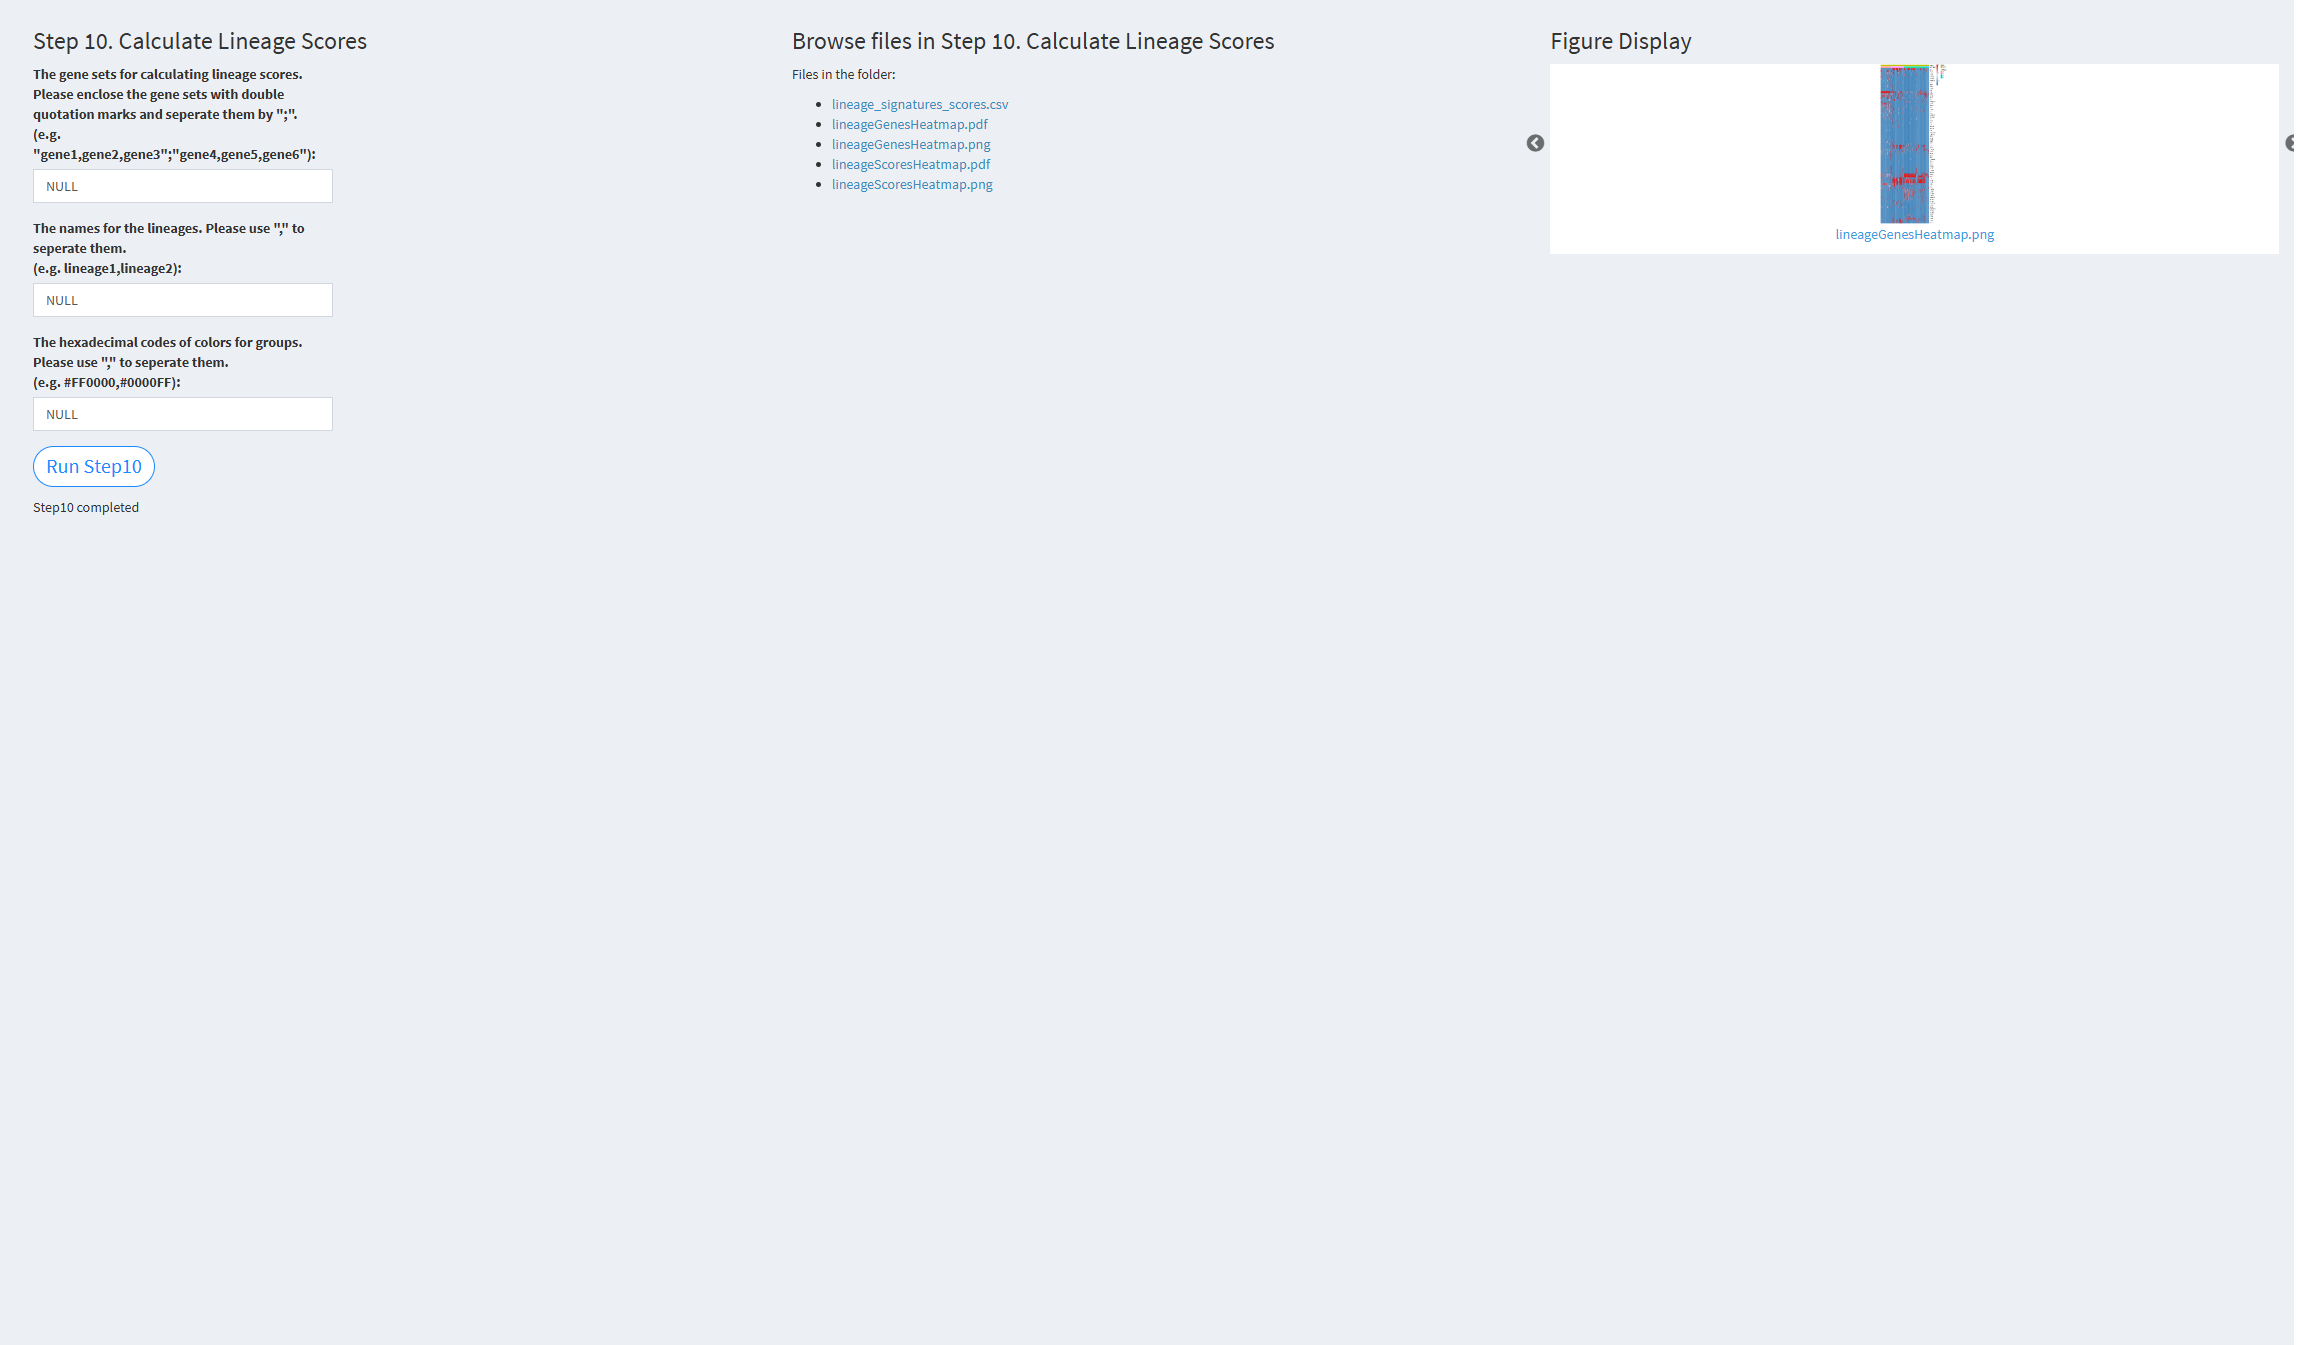 Step 10. Calculate Lineage Scores
The gene sets for calculating lineage scores.
Please enclose the gene sets with double
quotation marks and seperate them by ";".
(e.g.
"gene1,gene2,gene3";"gene4,gene5,gene6"):
NULL
The names for the lineages. Please use "," to
seperate them.
(e.g. lineage1,lineage2):
NULL
The hexadecimal codes of colors for groups.
Please use "," to seperate them.
(e.g. #FF0000,#0000FF):
NULL
Run Step10
Step10 completed
Browse files in Step 10. Calculate Lineage Scores
Files in the folder:
lineage_signatures_scores.csv
lineageGenesHeatmap.pdf
lineageGenesHeatmap.png
lineageScoresHeatmap.pdf
lineageScoresHeatmap.png
Figure Display
lineageGenesHeatmap.png